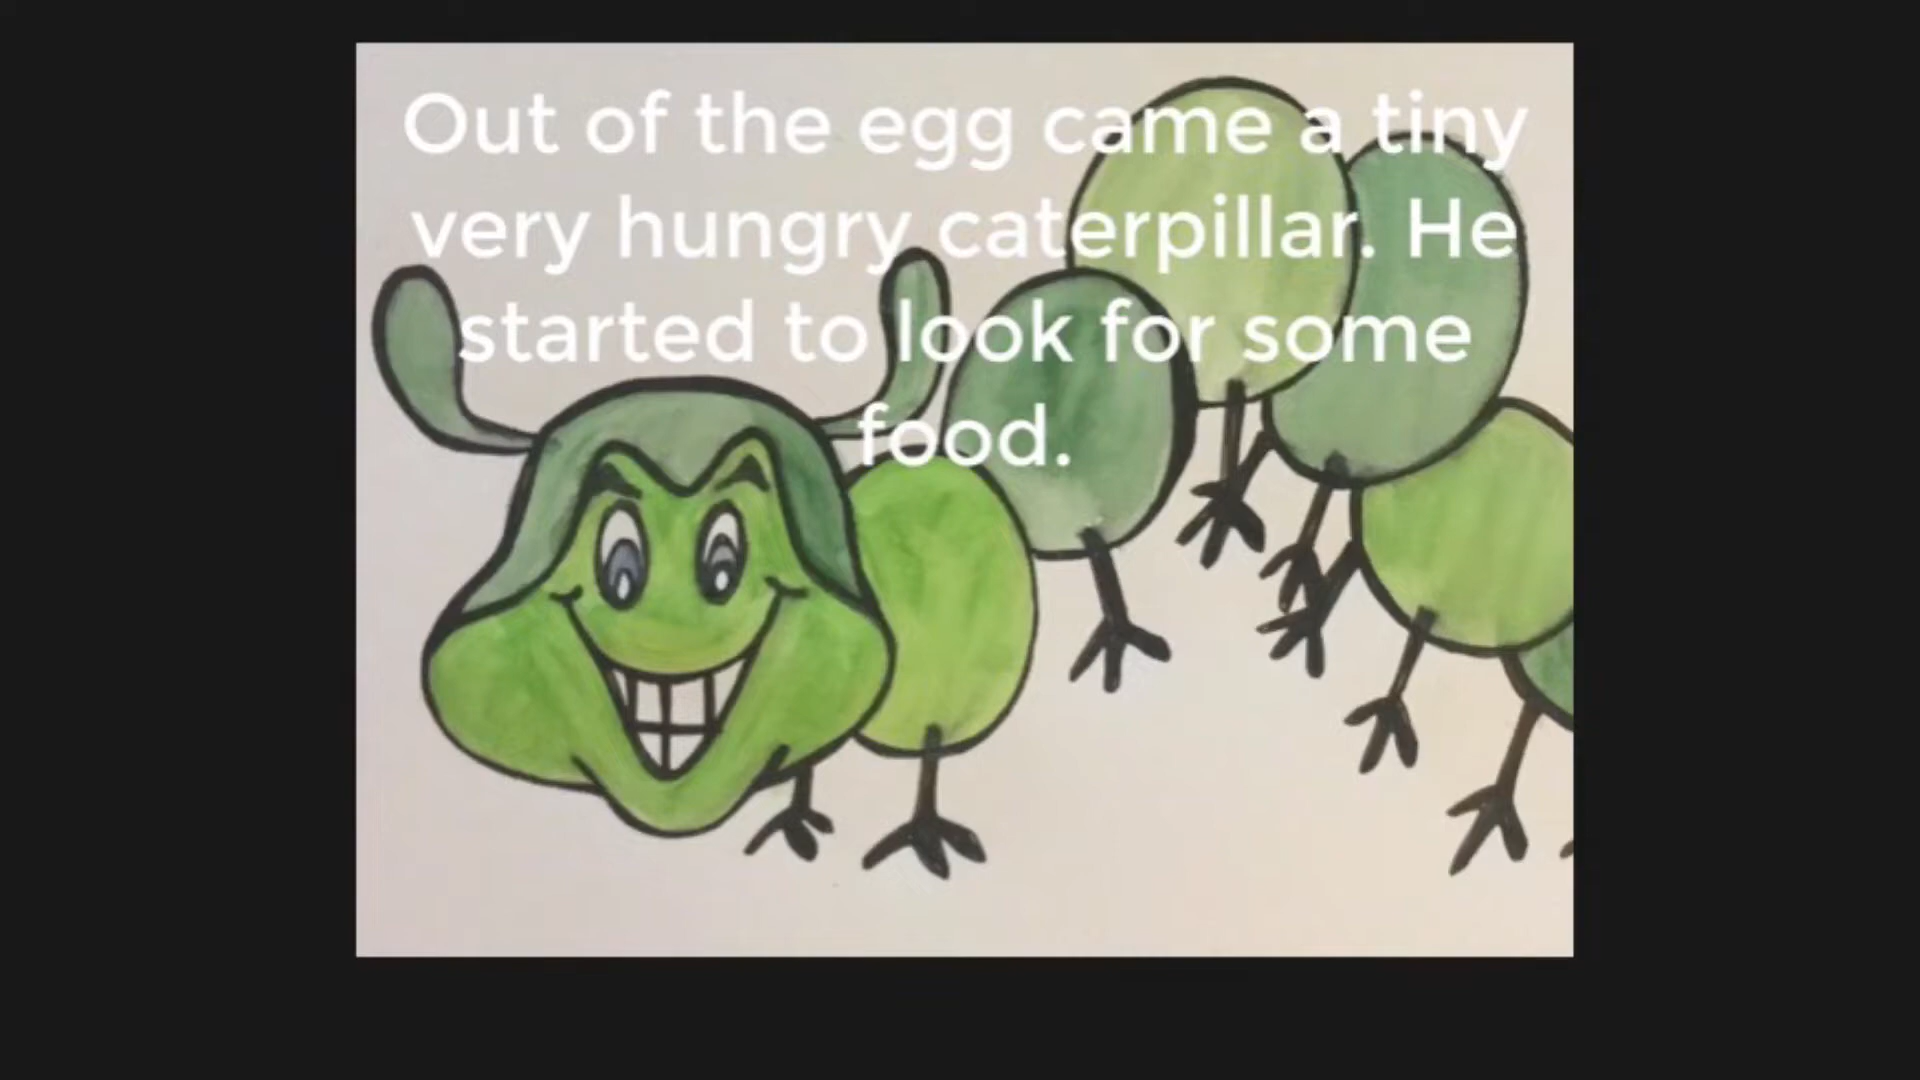 Out of the egg came a tiny
very hungry caterpillar. He
started to look for some
food.